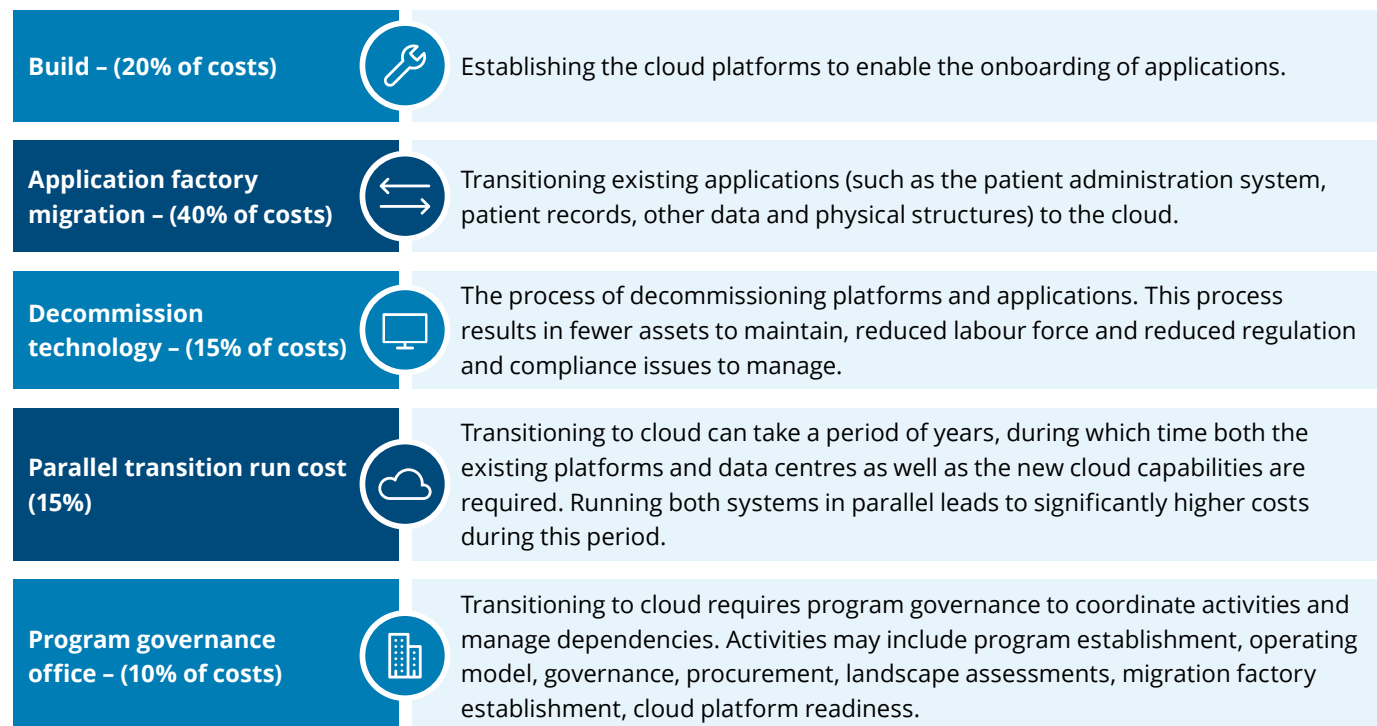 Build – (20% of costs)
Establishing the cloud platforms to enable the onboarding of applications.
Application factory
migration – (40% of costs)
Transitioning existing applications (such as the patient administration system,
patient records, other data and physical structures) to the cloud.
Decommission
technology – (15% of costs)
The process of decommissioning platforms and applications. This process
results in fewer assets to maintain, reduced labour force and reduced regulation
and compliance issues to manage.
Parallel transition run cost
(15%)
Transitioning to cloud can take a period of years, during which time both the
existing platforms and data centres as well as the new cloud capabilities are
required. Running both systems in parallel leads to significantly higher costs
during this period.
Program governance
office – (10% of costs)
Transitioning to cloud requires program governance to coordinate activities and
manage dependencies. Activities may include program establishment, operating
model, governance, procurement, landscape assessments, migration factory
establishment, cloud platform readiness.